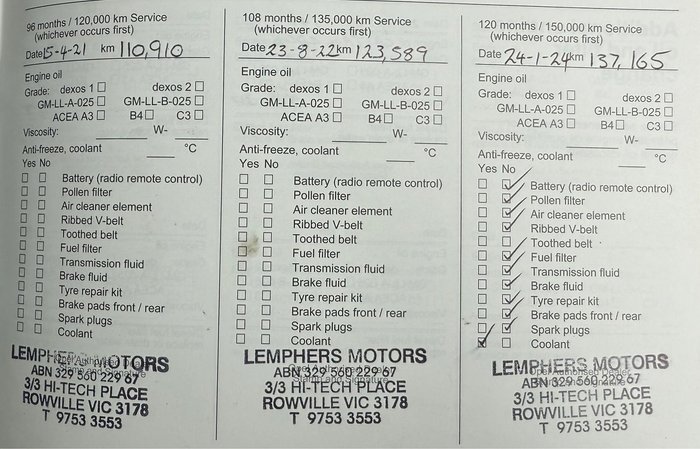 96 months / 120,000 km Service
(whichever occurs first)
Date 15-4-21 km 110,910
Engine oil
Grade: dexos 1 dexos 2
GM-LL-A-025 GM-LL-B-025
ACEA A3 B4 C3
Viscosity: W-
Anti-freeze, coolant °C
Yes No
Battery (radio remote control)
Pollen filter
Air cleaner element
Ribbed V-belt
Toothed belt
Fuel filter
Transmission fluid
Brake fluid
Tyre repair kit
Brake pads front / rear
Spark plugs
Coolant
LEMPHERS MOTORS
ABN 329 560 229 67
3/3 HI-TECH PLACE
ROWVILLE VIC 3178
T 9753 3553
108 months / 135,000 km Service
(whichever occurs first)
Date 23-8-22 km 123,589
Engine oil
Grade: dexos 1 dexos 2
GM-LL-A-025 GM-LL-B-025
ACEA A3 B4 C3
Viscosity: W-
Anti-freeze, coolant °C
Yes No
Battery (radio remote control)
Pollen filter
Air cleaner element
Ribbed V-belt
Toothed belt
Fuel filter
Transmission fluid
Brake fluid
Tyre repair kit
Brake pads front / rear
Spark plugs
Coolant
LEMPHERS MOTORS
ABN 329 560 229 67
3/3 HI-TECH PLACE
ROWVILLE VIC 3178
T 9753 3553
120 months / 150,000 km Service
(whichever occurs first)
Date 24-1-24 km 137,165
Engine oil
Grade: dexos 1 dexos 2
GM-LL-A-025 GM-LL-B-025
ACEA A3 B4 C3
Viscosity: W-
Anti-freeze, coolant °C
Yes No
Battery (radio remote control)
Pollen filter
Air cleaner element
Ribbed V-belt
Toothed belt
Fuel filter
Transmission fluid
Brake fluid
Tyre repair kit
Brake pads front / rear
Spark plugs
Coolant
LEMPHERS MOTORS
ABN 329 560 229 67
3/3 HI-TECH PLACE
ROWVILLE VIC 3178
T 9753 3553